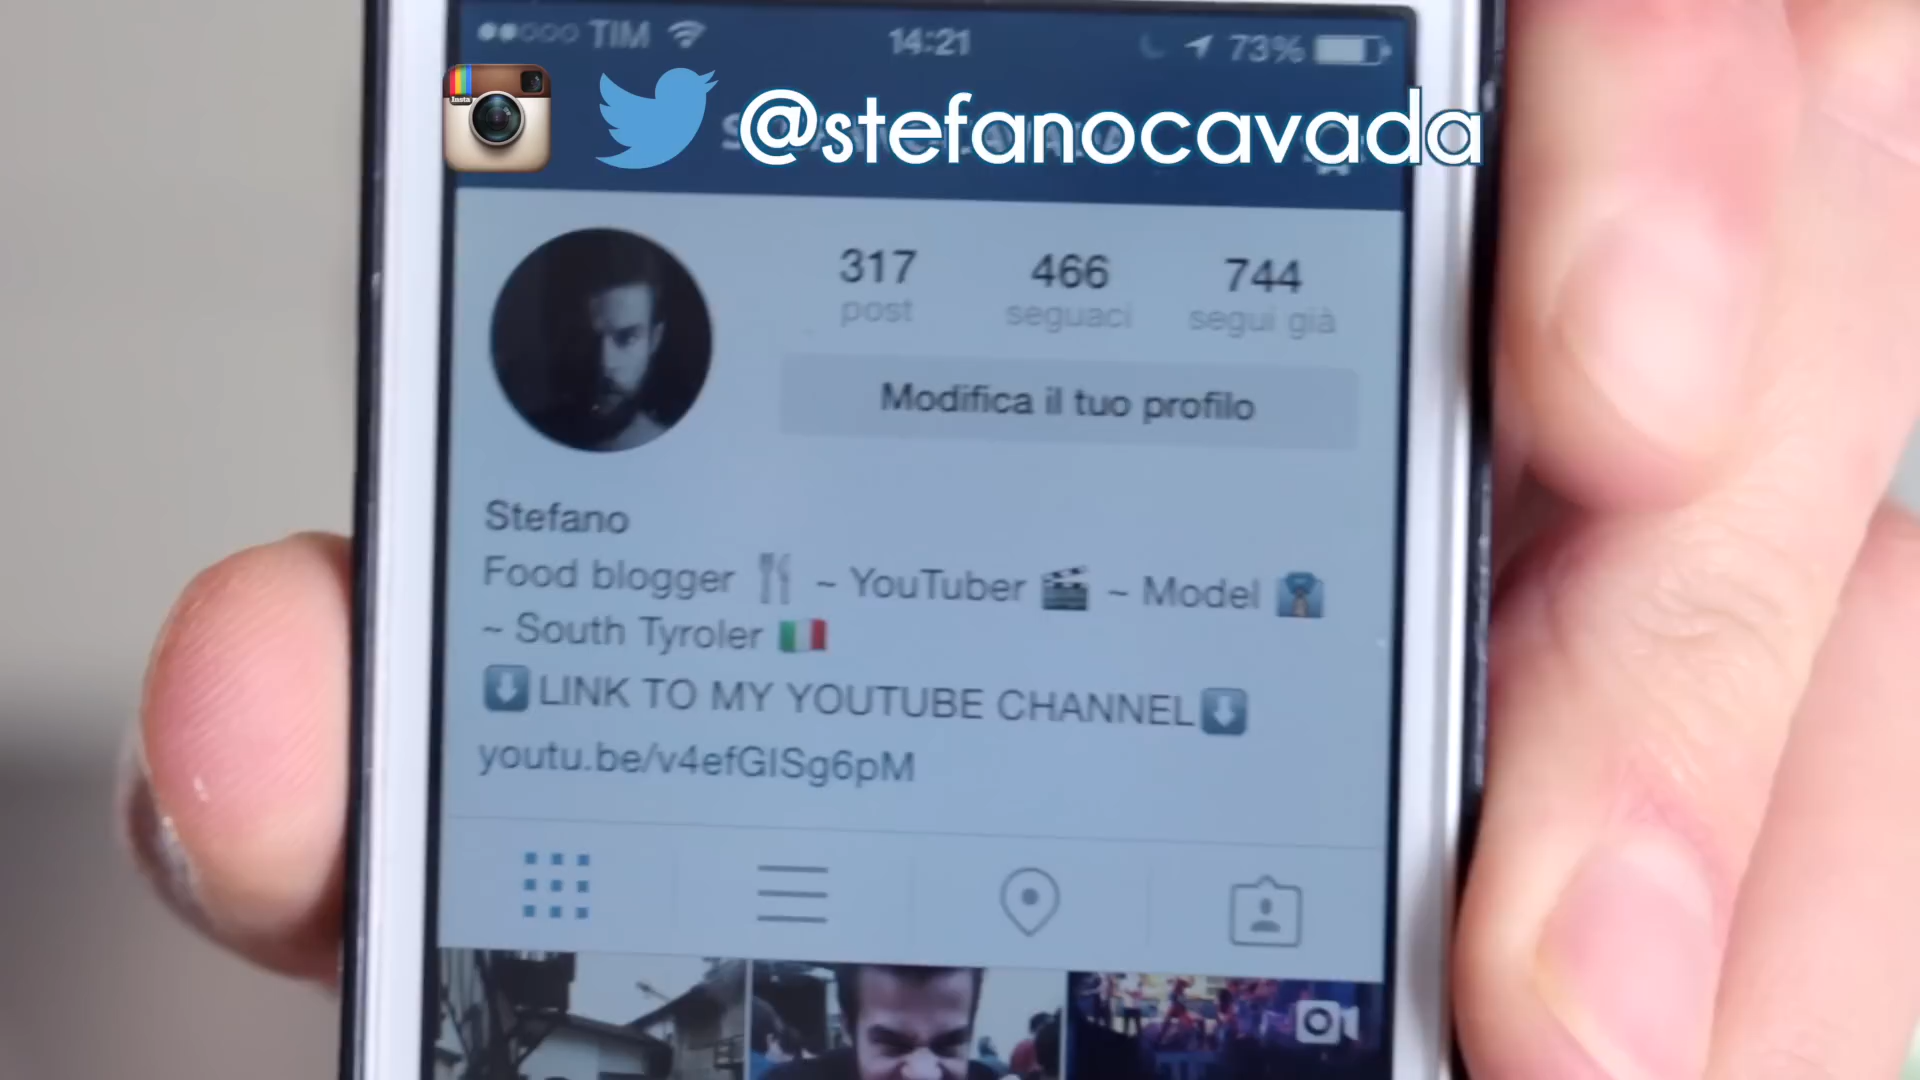 TIM 14:21 73%
Insta
@stefanocavada
317 466 744
post seguaci segui già
Modifica il tuo profilo
Stefano
Food blogger 🍴 ~ YouTuber 🎬 ~ Model 👔
~ South Tyroler 🇮🇹
⬇️LINK TO MY YOUTUBE CHANNEL⬇️
youtu.be/v4efGISg6pM